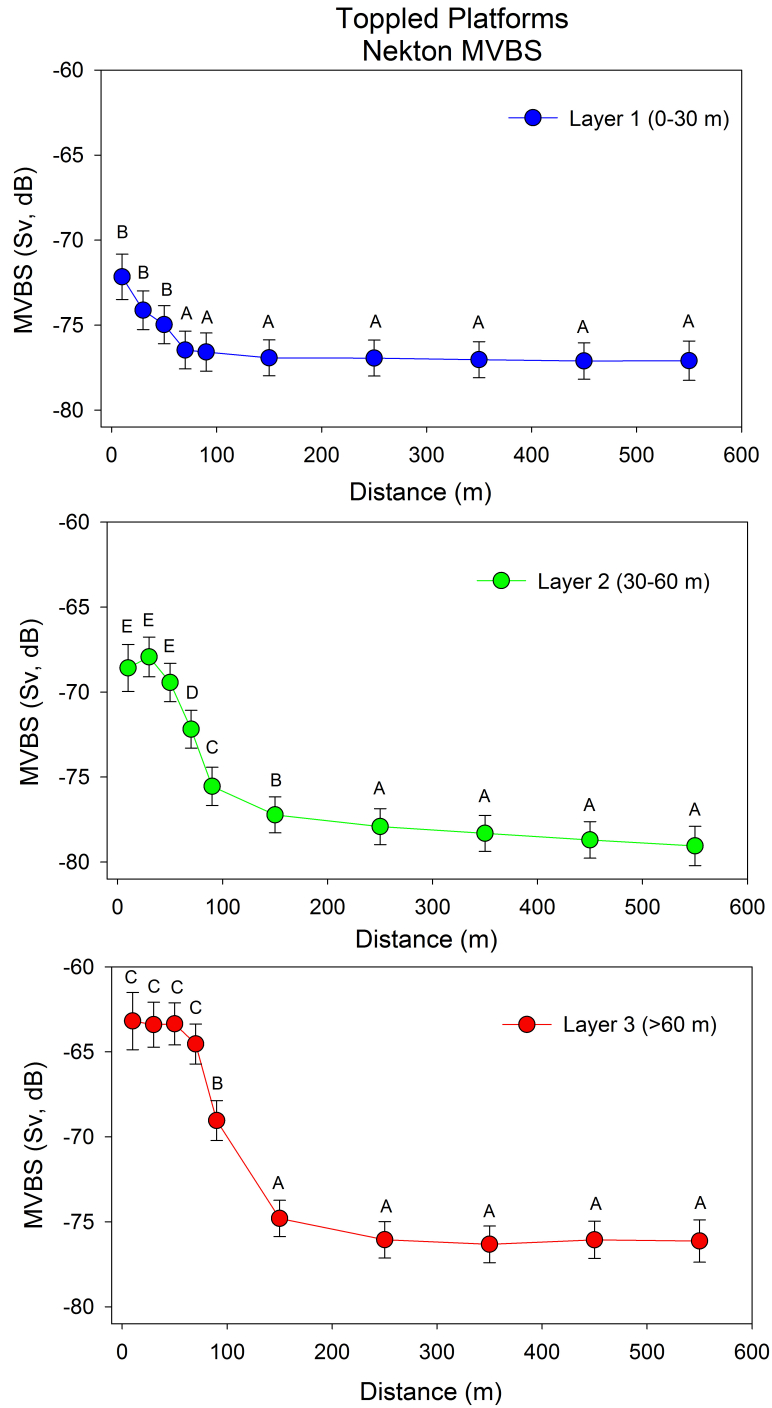 Toppled Platforms
Nekton MVBS
-60
Layer 1 (0-30 m)
-65
MVBS (Sv, dB)
-70
B
B
B
A
A
A
A
A
A
A
-75
-80
0 100 200 300 400 500 600
Distance (m)
-60
Layer 2 (30-60 m)
-65
MVBS (Sv, dB)
E
E
E
-70
D
C
B
A
A
A
A
-75
-80
0 100 200 300 400 500 600
Distance (m)
-60
C
C
C
C
Layer 3 (>60 m)
-65
MVBS (Sv, dB)
B
-70
A
A
A
A
A
-75
-80
0 100 200 300 400 500 600
Distance (m)